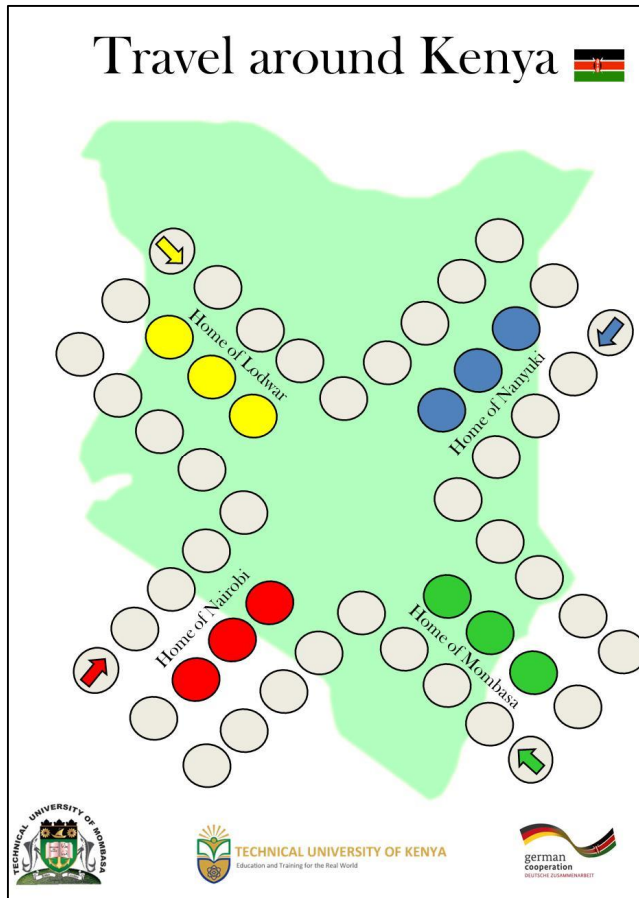 Travel around Kenya
Home of Lodwar
Home of Nanyuki
Home of Nairobi
Home of Mombasa
TECHNICAL UNIVERSITY OF MOMBASA
TECHNICAL UNIVERSITY OF KENYA
Education and Training for the Real World
german
cooperation
DEUTSCHE ZUSAMMENARBEIT